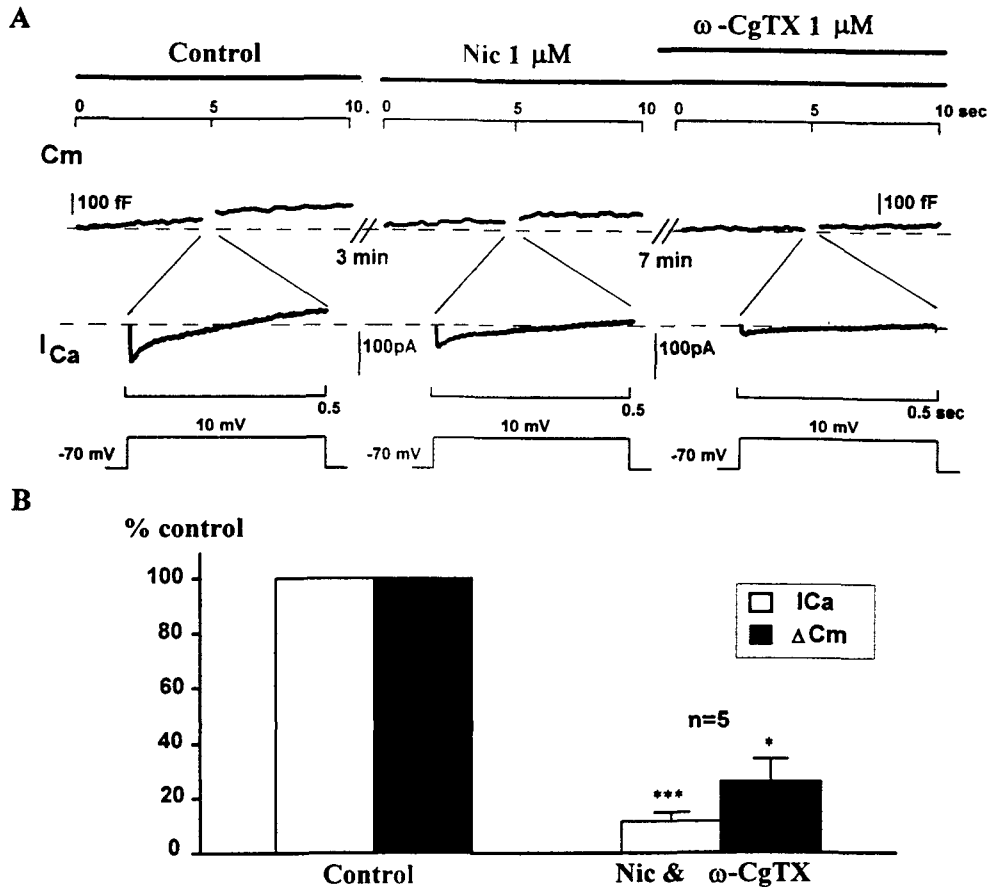 A
ω -CgTX 1 μM
Control
Nic 1 μM
0 5 10. 0 5 10 0 5 10 sec
Cm
100 fF
100 fF
3 min
7 min
I Ca
100pA
100pA
0.5
0.5
0.5 sec
10 mV
10 mV
10 mV
-70 mV
-70 mV
-70 mV
B
% control
100
80
60
40
20
0
ICa
ΔCm
n=5
*
***
Control
Nic & ω-CgTX